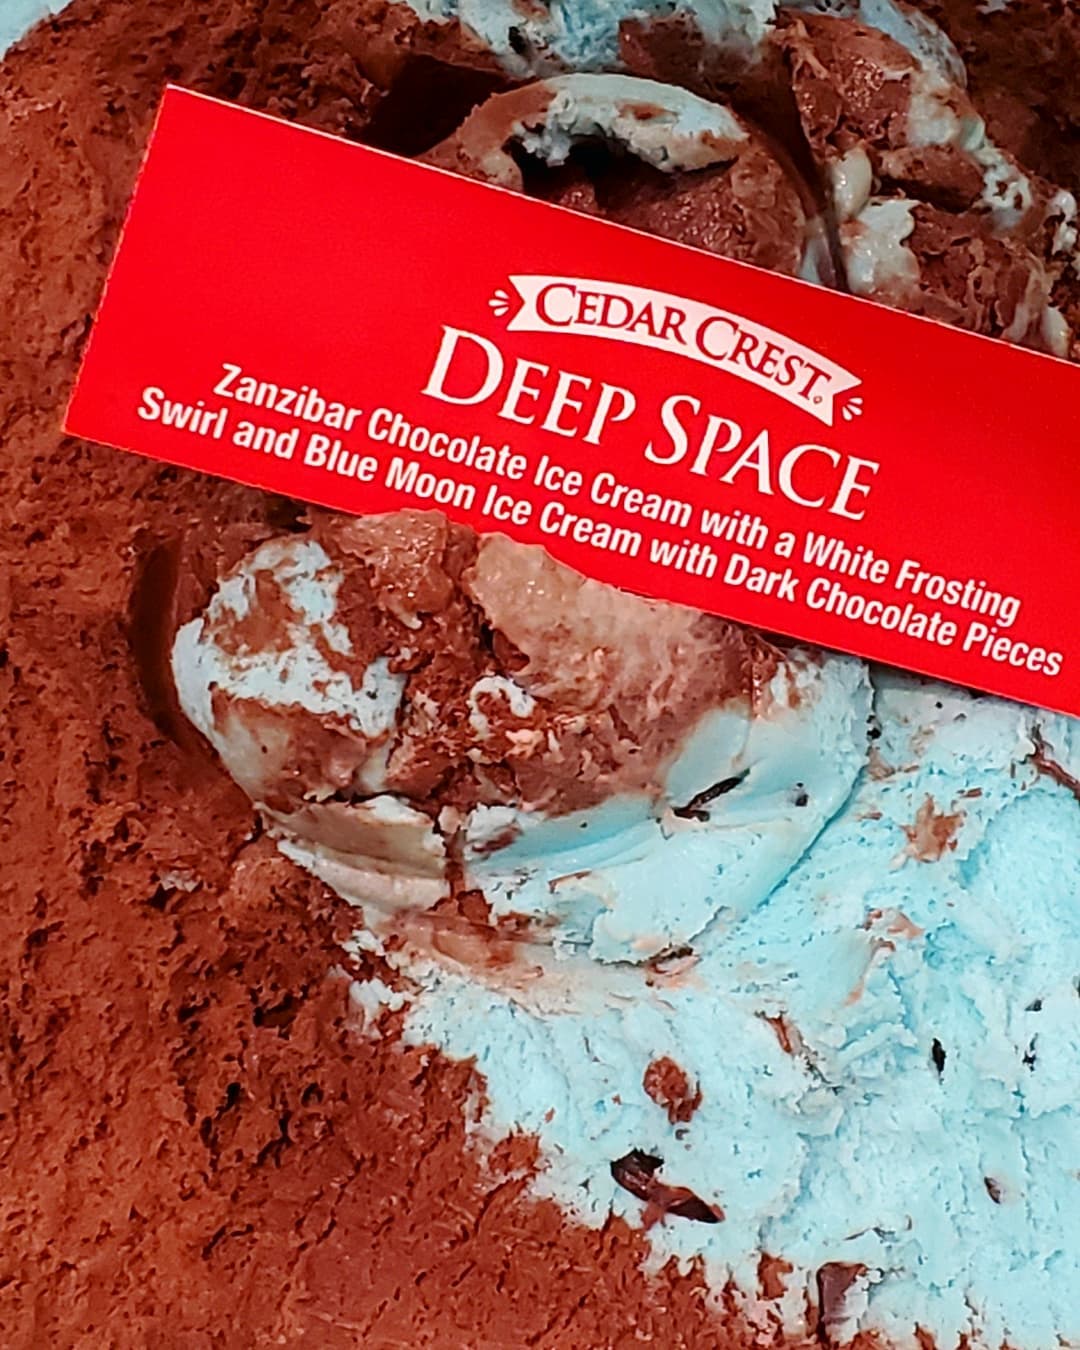 CEDAR CREST
DEEP SPACE
Zanzibar Chocolate Ice Cream with a White Frosting
Swirl and Blue Moon Ice Cream with Dark Chocolate Pieces